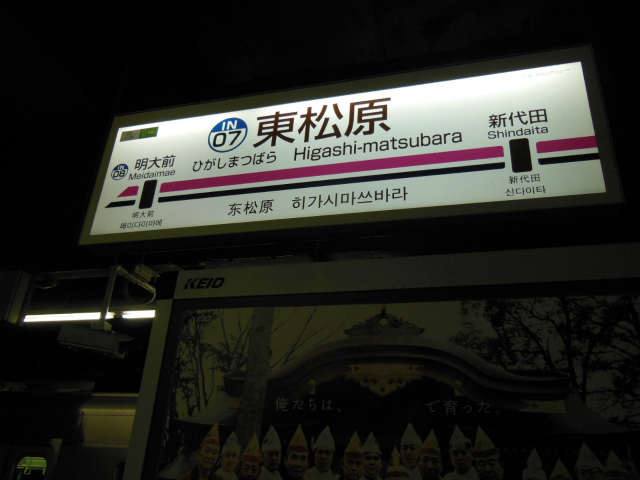 IN
07
東松原
ひがしまつばら
Higashi-matsubara
IN
08
明大前
Meidaimae
新代田
Shindaita
明大前
메이다이마에
东松原 히가시마쓰바라
新代田
신다이타
KEIO
俺たちは、
で育った。